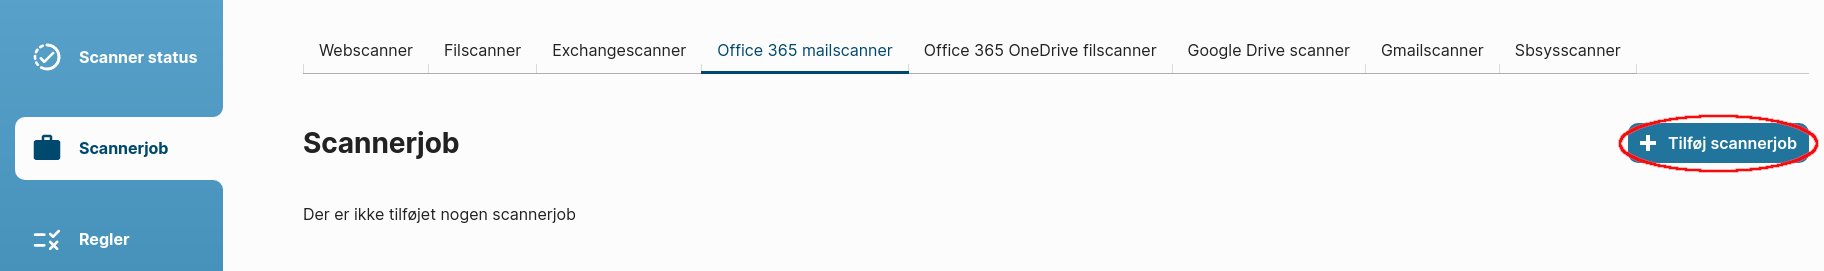 Scanner status
Scannerjob
Regler
Webscanner Filscanner Exchangescanner Office 365 mailscanner Office 365 OneDrive filscanner Google Drive scanner Gmailscanner Sbsysscanner
Scannerjob
Tilføj scannerjob
Der er ikke tilføjet nogen scannerjob